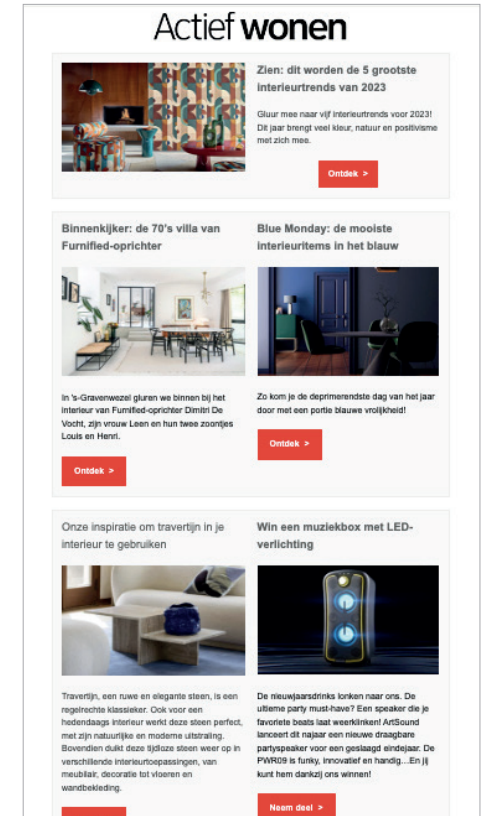 Actief wonen
Zien: dit worden de 5 grootste
interieurtrends van 2023
Gluur mee naar vijf interieurtrends voor 2023!
Dit jaar brengt veel kleur, natuur en positivisme
met zich mee.
Ontdek >
Binnenkijker: de 70's villa van
Furnified-oprichter
In 's-Gravenwezel gluren we binnen bij het
interieur van Furnified-oprichter Dimitri De
Vocht, zijn vrouw Leen en hun twee zoontjes
Louis en Henri.
Ontdek >
Blue Monday: de mooiste
interieuritems in het blauw
Zo kom je de deprimerendste dag van het jaar
door met een portie blauwe vrolijkheid!
Ontdek >
Onze inspiratie om travertijn in je
interieur te gebruiken
Travertijn, een ruwe en elegante steen, is een
regelrechte klassieker. Ook voor een
hedendaags interieur werkt deze steen perfect,
met zijn natuurlijke en moderne uitstraling.
Bovendien duikt deze tijdloze steen weer op in
verschillende interieurtoepassingen, van
meubilair, decoratie tot vloeren en
wandbekleding.
Win een muziekbox met LED-
verlichting
De nieuwjaarsdrinks lonken naar ons. De
ultieme party must-have? Een speaker die je
favoriete beats laat weerklinken! ArtSound
lanceert dit najaar een nieuwe draagbare
partyspeaker voor een geslaagd eindejaar. De
PWR09 is funky, innovatief en handig…En jij
kunt hem dankzij ons winnen!
Neem deel >